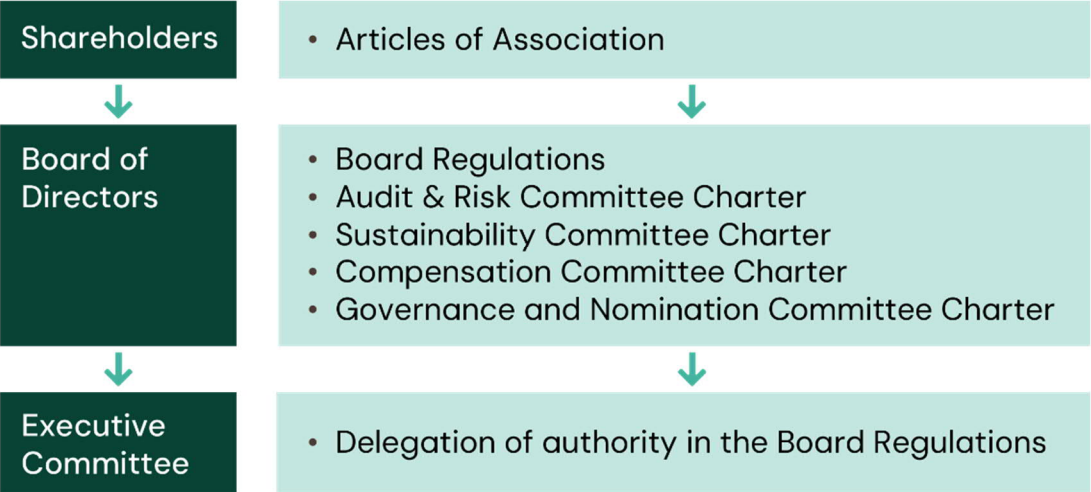 Shareholders
• Articles of Association
Board of
Directors
• Board Regulations
• Audit & Risk Committee Charter
• Sustainability Committee Charter
• Compensation Committee Charter
• Governance and Nomination Committee Charter
Executive
Committee
• Delegation of authority in the Board Regulations